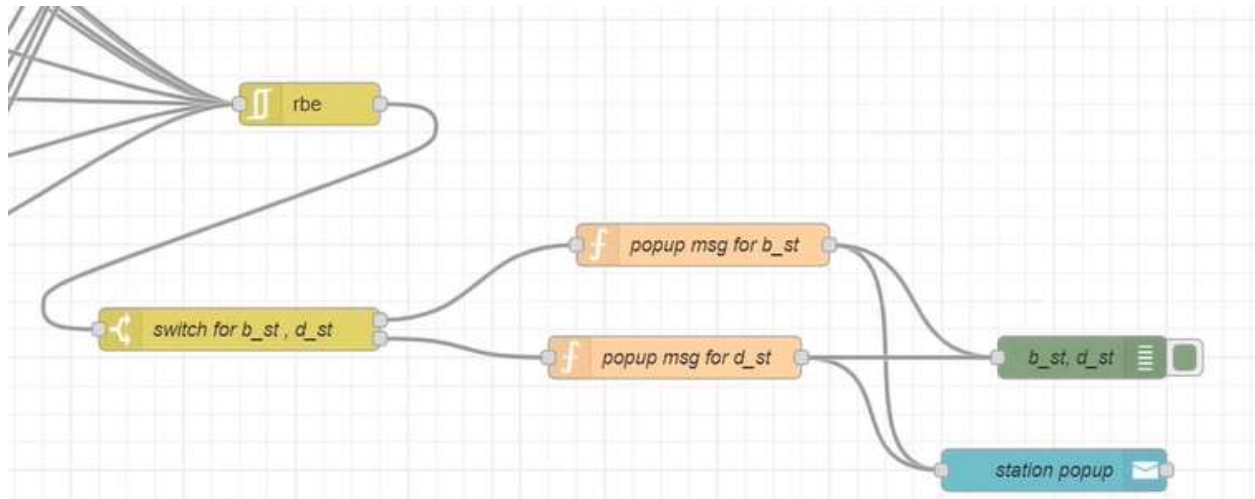 rbe
popup msg for b_st
switch for b_st , d_st
popup msg for d_st
b_st, d_st
station popup